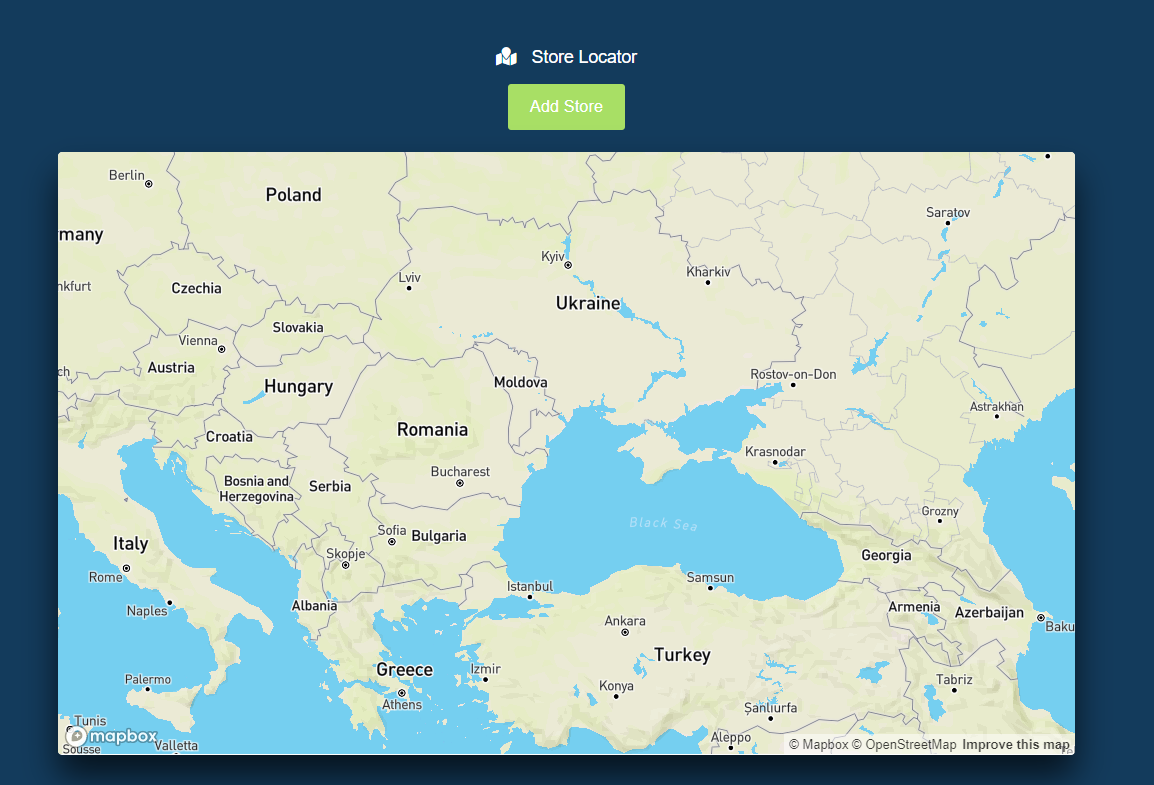 Store Locator
Add Store
Berlin
Poland
Saratov
rmany
Kyiv
Kharkiv
Lviv
nkfurt
Czechia
Ukraine
Slovakia
Vienna
Austria
ch
Rostov-on-Don
Moldova
Hungary
Astrakhan
Romania
Croatia
Krasnodar
Bucharest
Bosnia and
Herzegovina
Serbia
Grozny
Black Sea
Sofia
Bulgaria
Italy
Skopje
Georgia
Rome
Samsun
Istanbul
Albania
Armenia
Azerbaijan
Naples
Ankara
Baku
Turkey
Greece
Izmir
Palermo
Konya
Tabriz
Athens
Şanlıurfa
Tunis
mapbox
Aleppo
Sousse
Valletta
© Mapbox © OpenStreetMap Improve this map